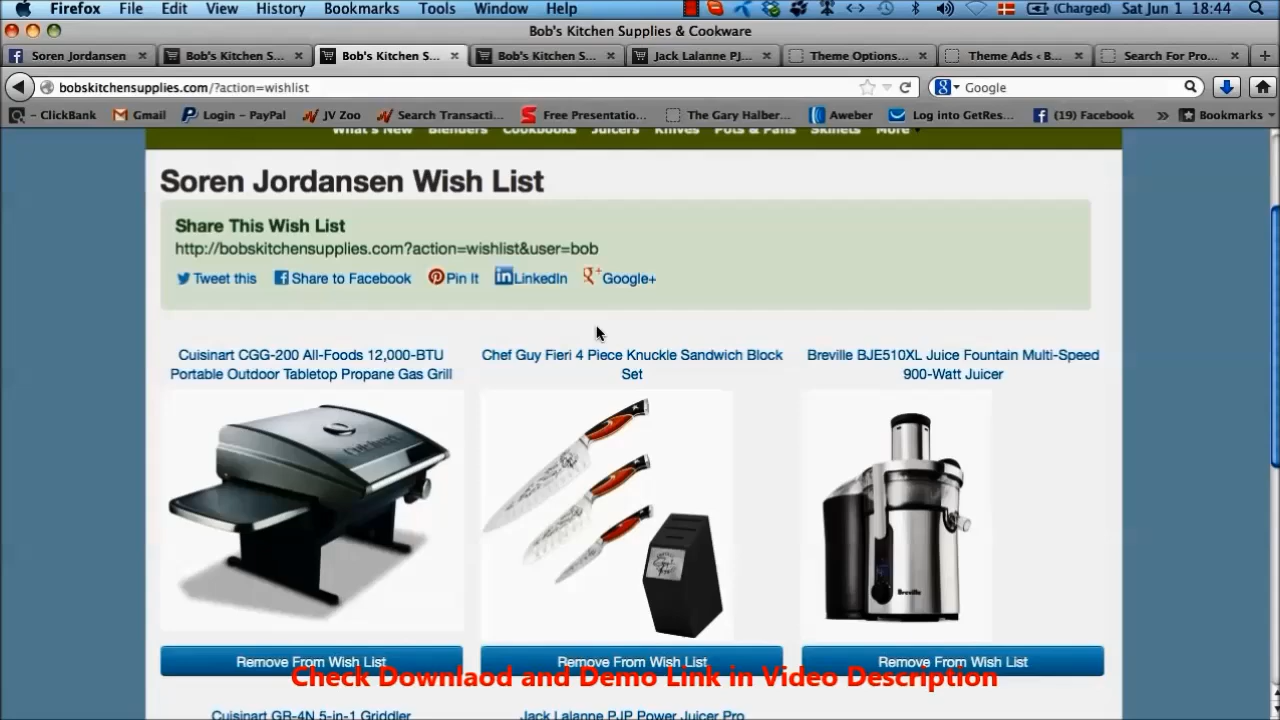 Firefox File Edit View History Bookmarks Tools Window Help (Charged) Sat Jun 1 18:44
Bob's Kitchen Supplies & Cookware
Soren Jordansen Bob's Kitchen S... Bob's Kitchen S... Bob's Kitchen S... Jack Lalanne PJ... Theme Options... Theme Ads ‹ B... Search For Pro...
bobskitchensupplies.com/?action=wishlist Google
- ClickBank Gmail Login – PayPal JV Zoo Search Transacti... Free Presentatio... The Gary Halber... Aweber Log into GetRes... (19) Facebook » Bookmarks
What's New Blenders Cookbooks Juicers Knives Pots & Pans Skillets More
Soren Jordansen Wish List
Share This Wish List
http://bobskitchensupplies.com?action=wishlist&user=bob
Tweet this Share to Facebook Pin It LinkedIn Google+
Cuisinart CGG-200 All-Foods 12,000-BTU
Portable Outdoor Tabletop Propane Gas Grill
Chef Guy Fieri 4 Piece Knuckle Sandwich Block
Set
Breville BJE510XL Juice Fountain Multi-Speed
900-Watt Juicer
Cuisinart
Breville
Remove From Wish List Remove From Wish List Remove From Wish List
Check Downlaod and Demo Link in Video Description
Cuisinart GR-4N 5-in-1 Griddler Jack Lalanne PJP Power Juicer Pro